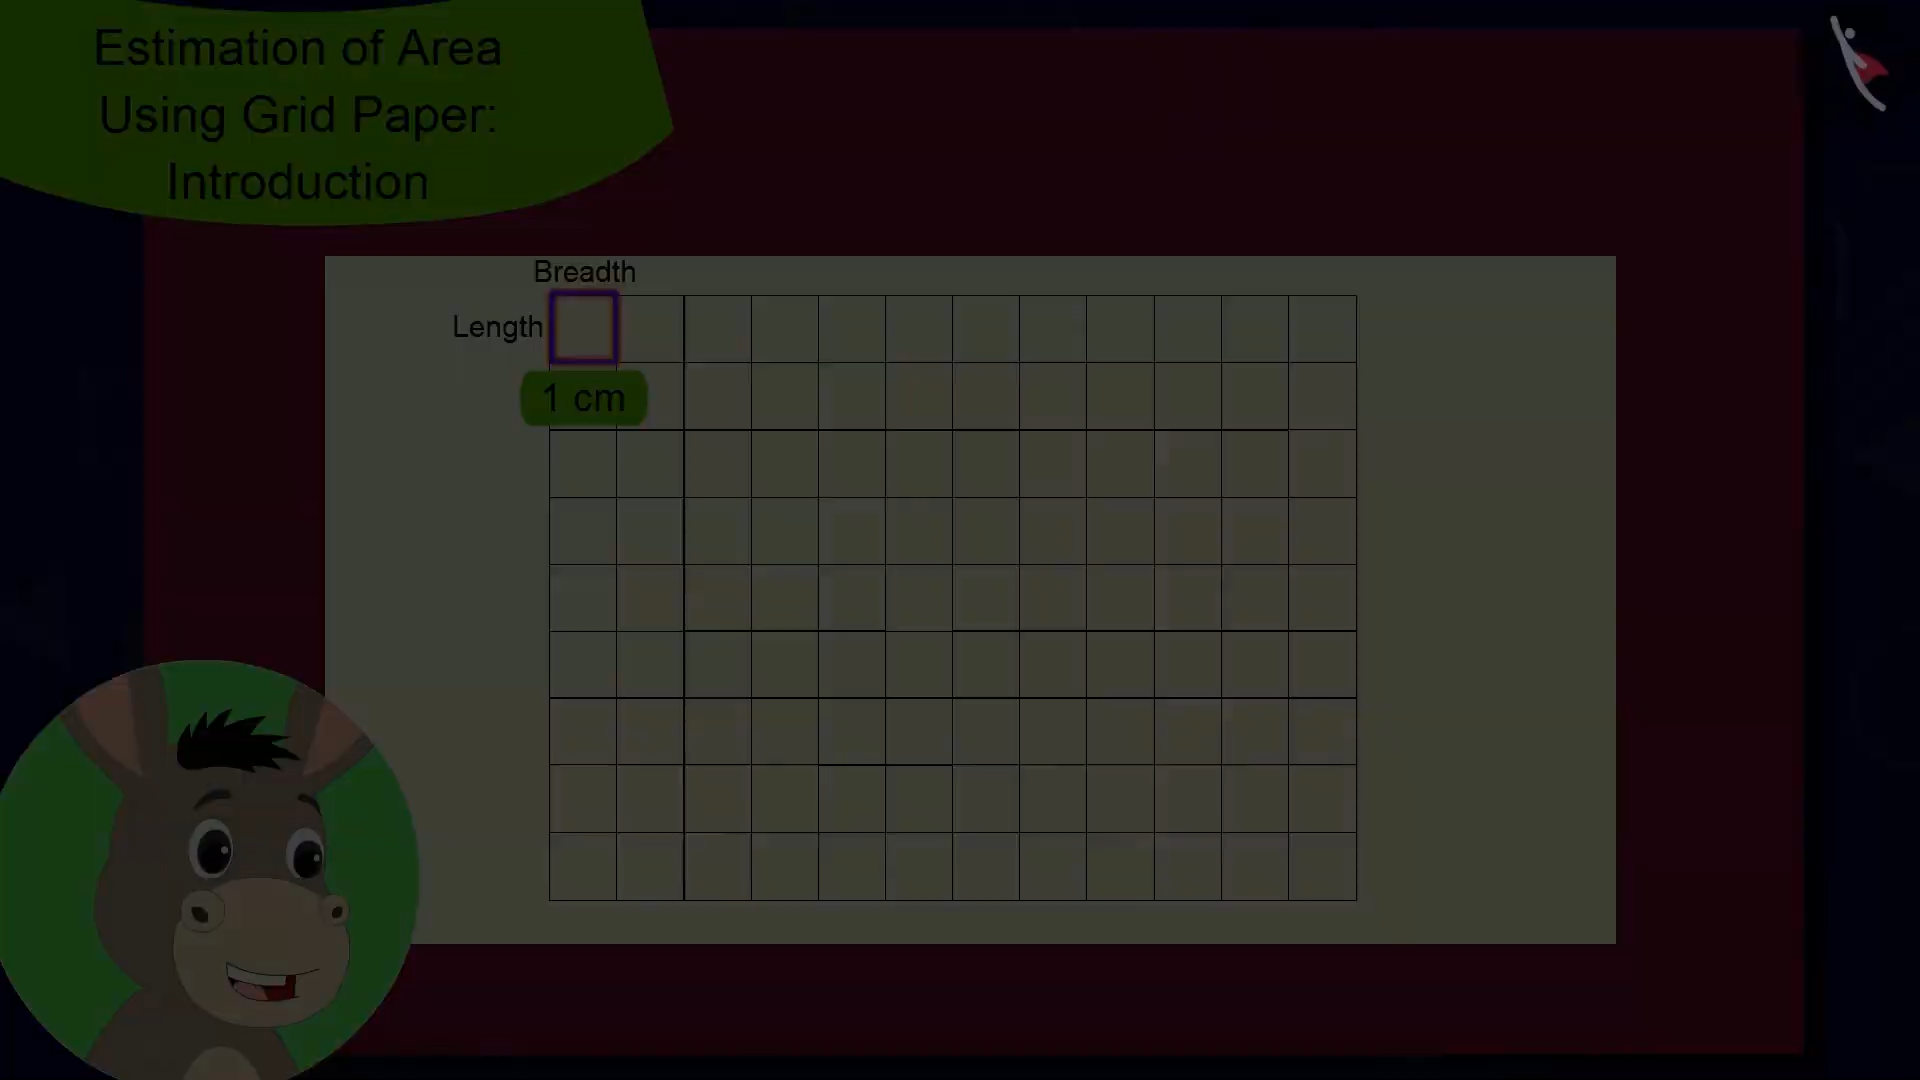 Estimation of Area
Using Grid Paper:
Introduction
Breadth
Length
1 cm